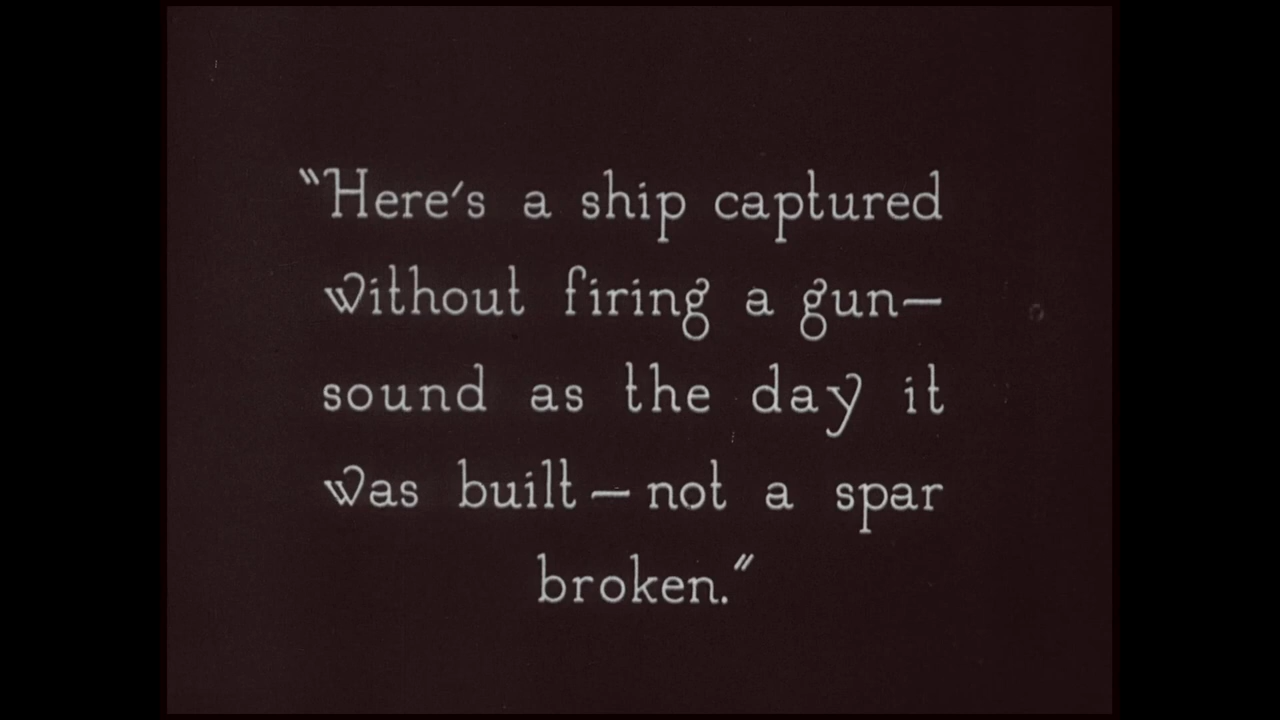 "Here's a ship captured
without firing a gun—
sound as the day it
was built — not a spar
broken."